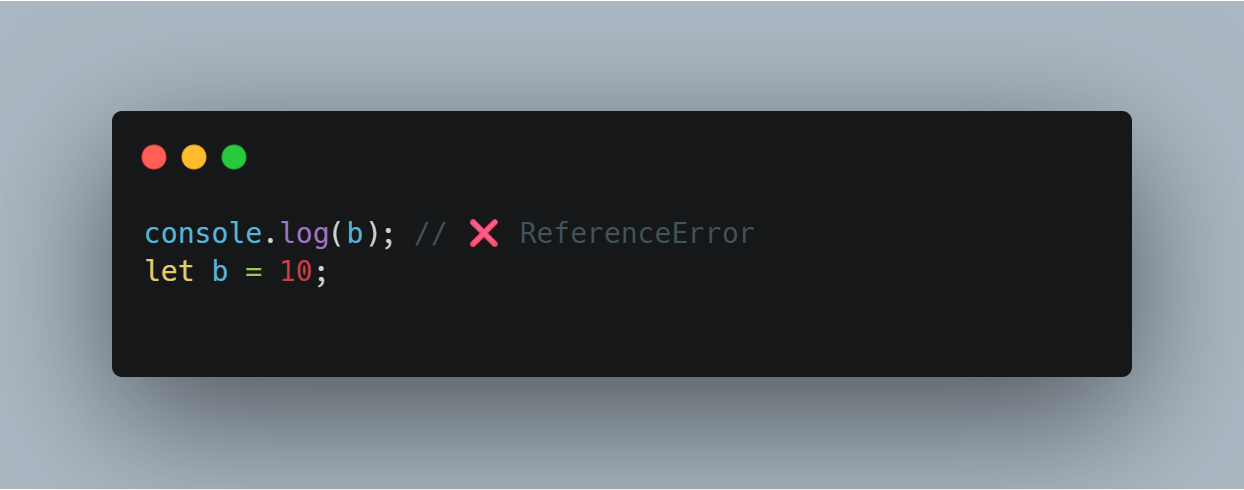 console.log(b); // ❌ ReferenceError
let b = 10;